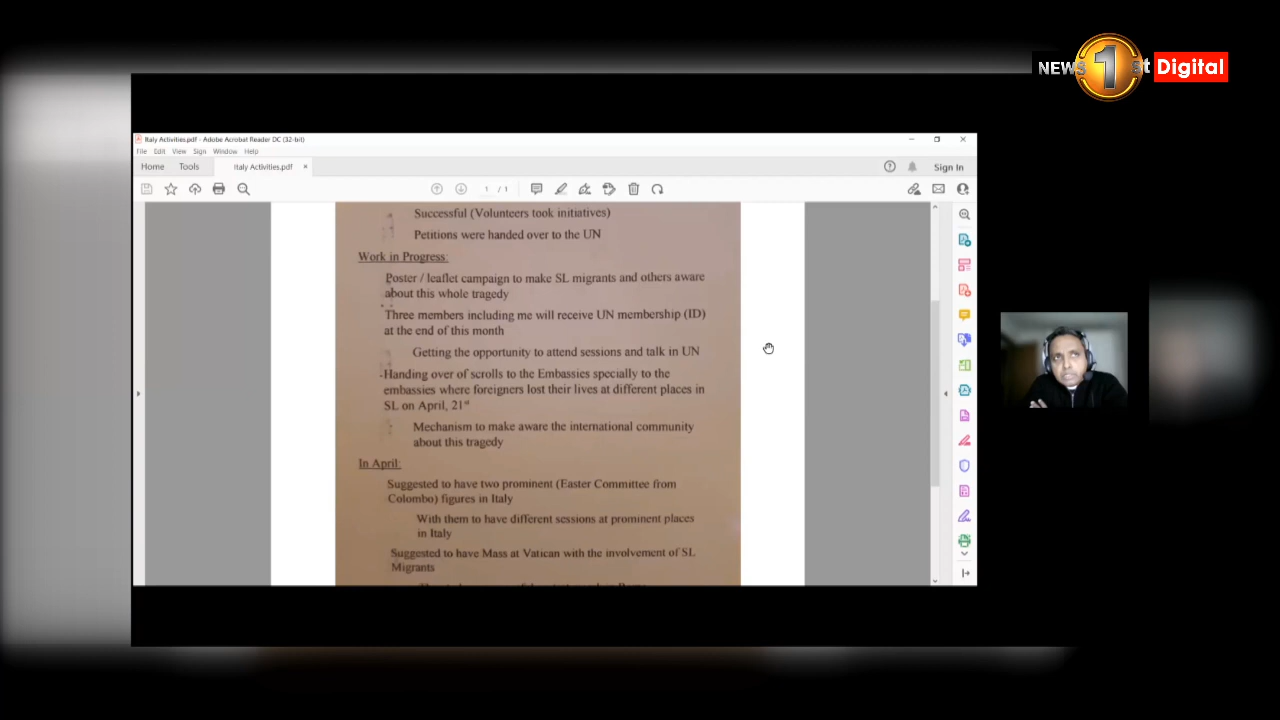 NEWS 1st Digital
Italy Activities.pdf - Adobe Acrobat Reader DC (32-bit)
File Edit View Sign Window Help
Home Tools Italy Activities.pdf × Sign In
1 / 1
Successful (Volunteers took initiatives)
Petitions were handed over to the UN
Work in Progress:
Poster / leaflet campaign to make SL migrants and others aware
about this whole tragedy
Three members including me will receive UN membership (ID)
at the end of this month
Getting the opportunity to attend sessions and talk in UN
-Handing over of scrolls to the Embassies specially to the
embassies where foreigners lost their lives at different places in
SL on April, 21st
Mechanism to make aware the international community
about this tragedy
In April:
Suggested to have two prominent (Easter Committee from
Colombo) figures in Italy
With them to have different sessions at prominent places
in Italy
Suggested to have Mass at Vatican with the involvement of SL
Migrants